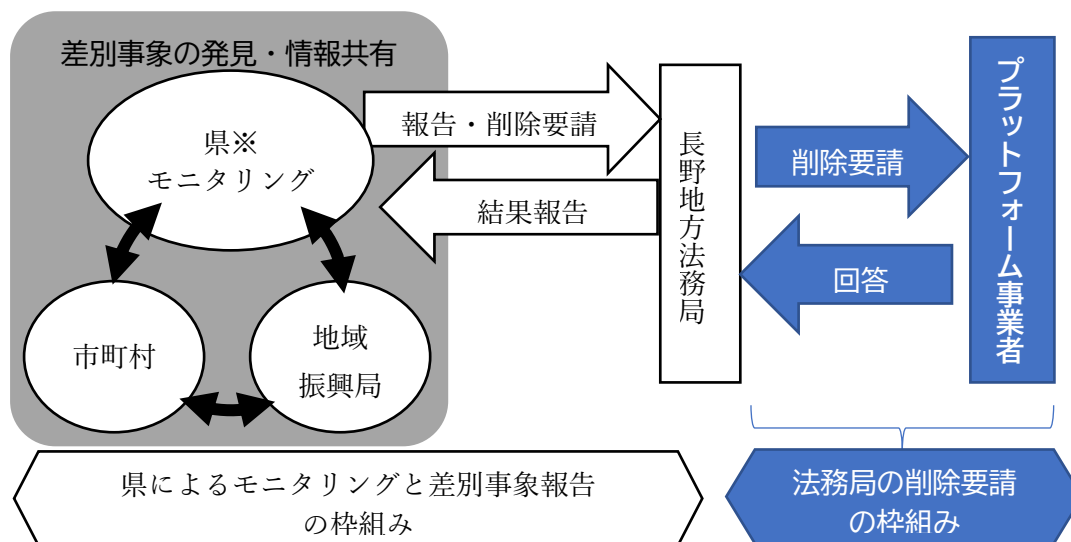 差別事象の発見・情報共有
県※
モニタリング
市町村
地域
振興局
報告・削除要請
結果報告
長野地方法務局
削除要請
回答
プラットフォーム事業者
県によるモニタリングと差別事象報告
の枠組み
法務局の削除要請
の枠組み